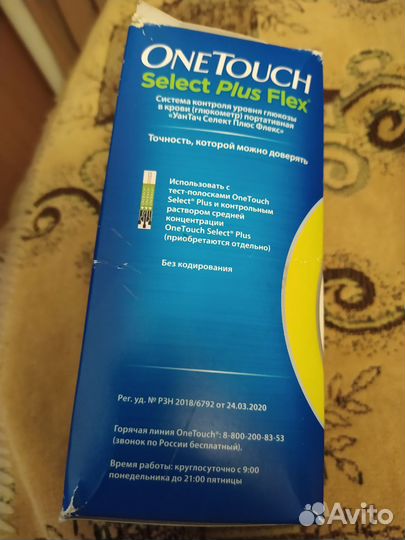 ONETOUCH
Select Plus Flex®
Система контроля уровня глюкозы
в крови (глюкометр) портативная
«УанТач Селект Плюс Флекс»
Точность, которой можно доверять
Использовать с
тест-полосками OneTouch
Select® Plus и контрольным
раствором средней
концентрации
OneTouch Select® Plus
(приобретаются отдельно)
Без кодирования
Рег. уд. № РЗН 2018/6792 от 24.03.2020
Горячая линия OneTouch®: 8-800-200-83-53
(звонок по России бесплатный).
Время работы: круглосуточно с 9:00
понедельника до 21:00 пятницы
Avito